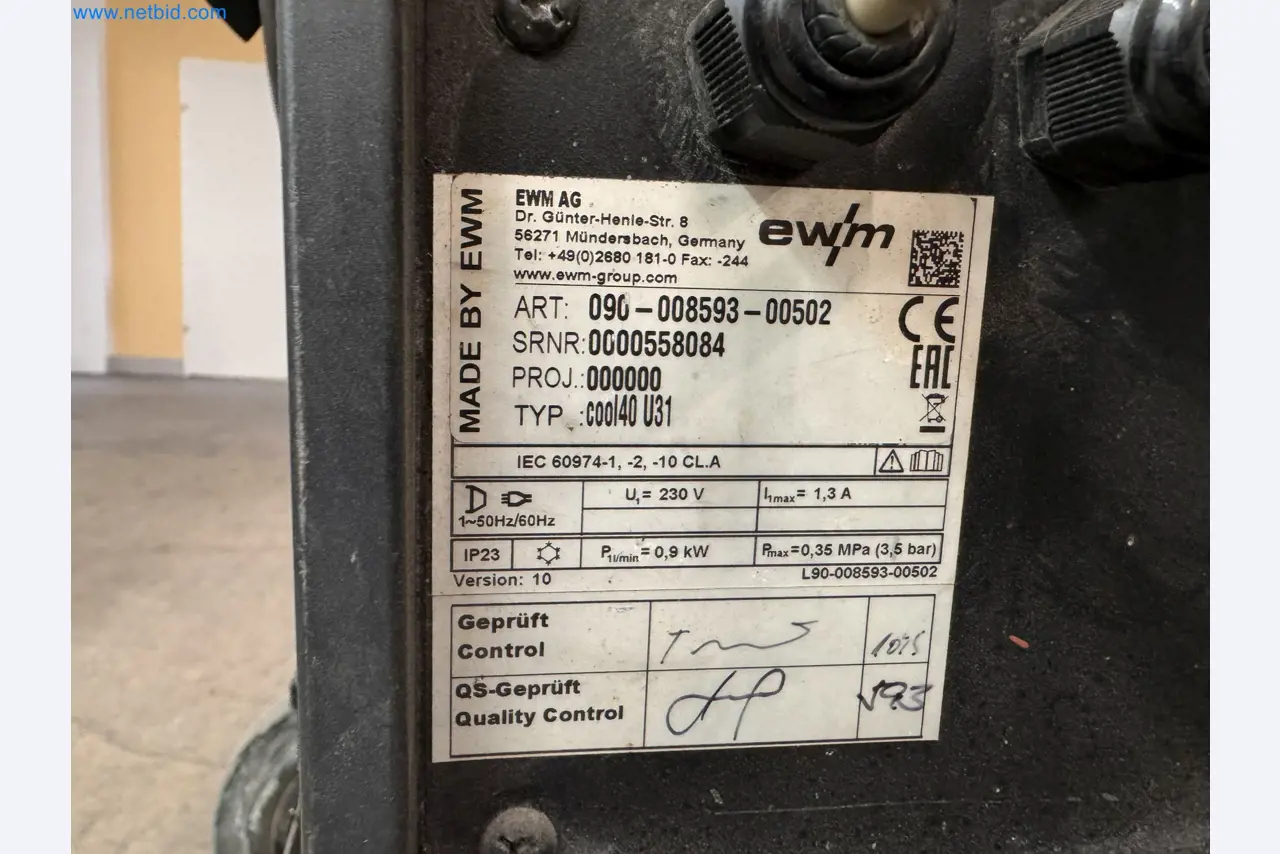 www.netbid.com
MADE BY EWM
EWM AG
Dr. Günter-Henle-Str. 8
56271 Mündersbach, Germany
Tel: +49(0)2680 181-0 Fax: -244
www.ewm-group.com
ewm
ART: 090-008593-00502
CE
SRNR:0000558084
EAC
PROJ.:000000
TYP .:cool40 U31
IEC 60974-1, -2, -10 CL.A
U₁= 230 V
I₁max= 1,3 A
1~50Hz/60Hz
IP23
P1l/min = 0,9 kW
Pmax=0,35 MPa (3,5 bar)
Version: 10
L90-008593-00502
Geprüft
Control
QS-Geprüft
Quality Control